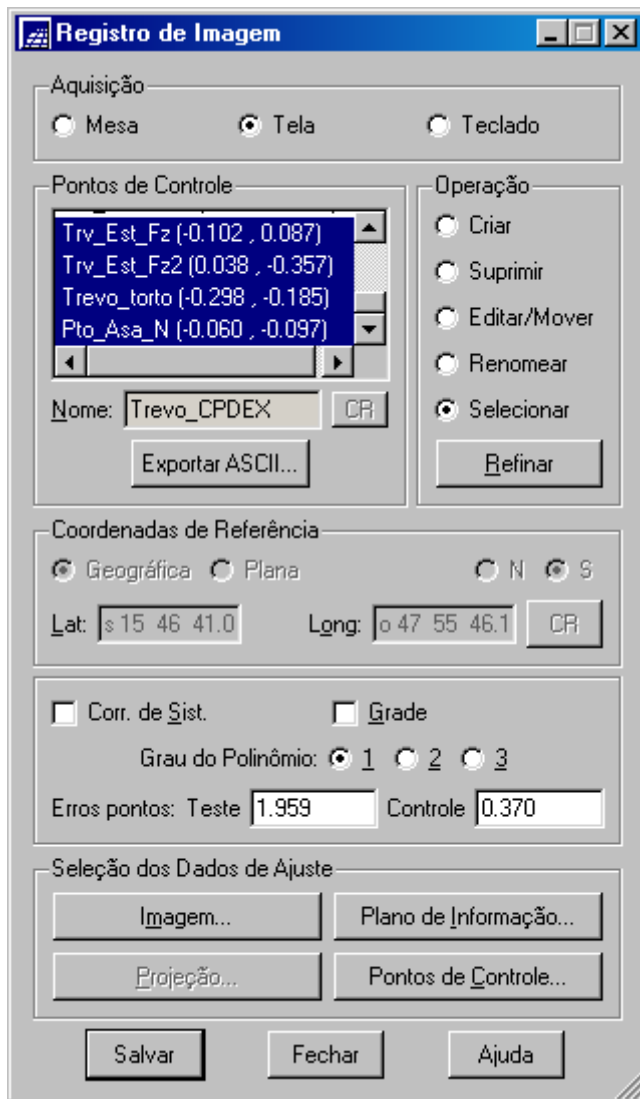 Registro de Imagem
Aquisição
Mesa Tela Teclado
Pontos de Controle
Trv_Est_Fz (-0.102 , 0.087)
Trv_Est_Fz2 (0.038 , -0.357)
Trevo_torto (-0.298 , -0.185)
Pto_Asa_N (-0.060 , -0.097)
Nome: Trevo_CPDEX CR
Exportar ASCII...
Operação
Criar
Suprimir
Editar/Mover
Renomear
Selecionar
Refinar
Coordenadas de Referência
Geográfica Plana N S
Lat: s 15 46 41.0 Long: o 47 55 46.1 CR
Corr. de Sist. Grade
Grau do Polinômio: 1 2 3
Erros pontos: Teste 1.959 Controle 0.370
Seleção dos Dados de Ajuste
Imagem... Plano de Informação...
Projeção... Pontos de Controle...
Salvar Fechar Ajuda